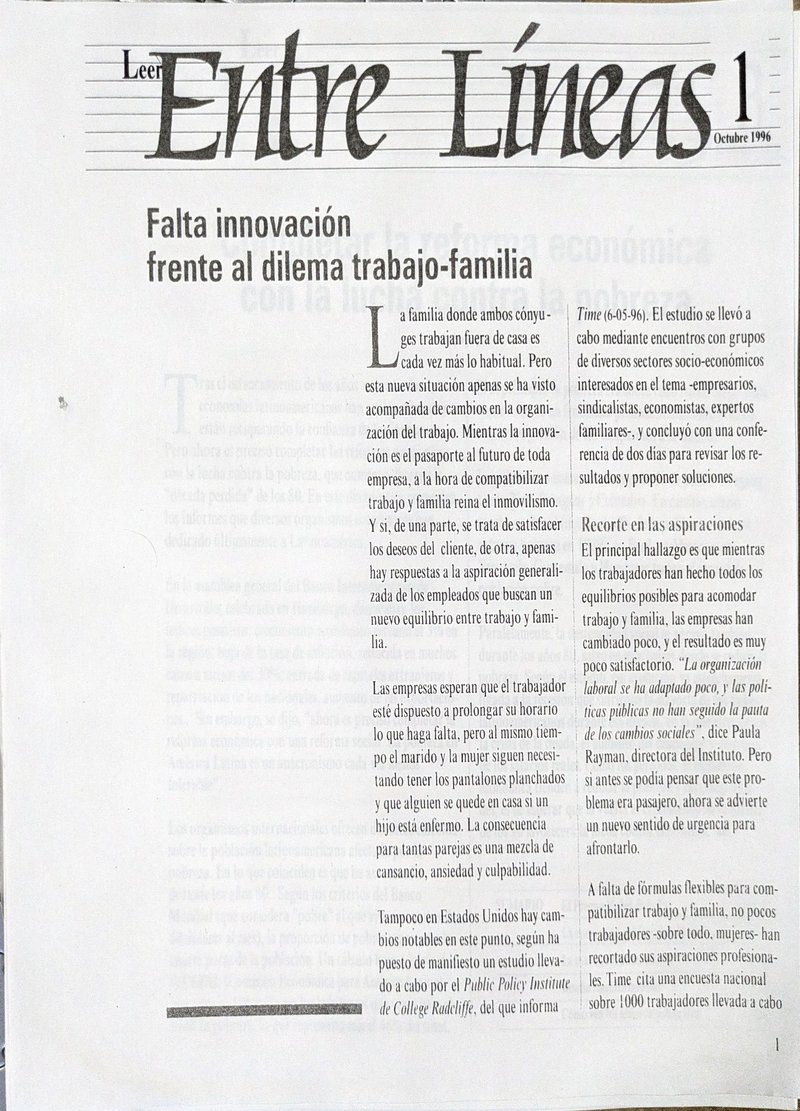 Leer
Entre Líneas
1
Octubre 1996
Falta innovación
frente al dilema trabajo-familia
La familia donde ambos cónyu-
ges trabajan fuera de casa es
cada vez más lo habitual. Pero
esta nueva situación apenas se ha visto
acompañada de cambios en la organi-
zación del trabajo. Mientras la innova-
ción es el pasaporte al futuro de toda
empresa, a la hora de compatibilizar
trabajo y familia reina el inmovilismo.
Y si, de una parte, se trata de satisfacer
los deseos del cliente, de otra, apenas
hay respuestas a la aspiración generali-
zada de los empleados que buscan un
nuevo equilibrio entre trabajo y fami-
lia.
Las empresas esperan que el trabajador
esté dispuesto a prolongar su horario
lo que haga falta, pero al mismo tiem-
po el marido y la mujer siguen necesi-
tando tener los pantalones planchados
y que alguien se quede en casa si un
hijo está enfermo. La consecuencia
para tantas parejas es una mezcla de
cansancio, ansiedad y culpabilidad.
Tampoco en Estados Unidos hay cam-
bios notables en este punto, según ha
puesto de manifiesto un estudio lleva-
do a cabo por el Public Policy Institute
de College Radcliffe, del que informa
Time (6-05-96). El estudio se llevó a
cabo mediante encuentros con grupos
de diversos sectores socio-económicos
interesados en el tema -empresarios,
sindicalistas, economistas, expertos
familiares-, y concluyó con una confe-
rencia de dos días para revisar los re-
sultados y proponer soluciones.
Recorte en las aspiraciones
El principal hallazgo es que mientras
los trabajadores han hecho todos los
equilibrios posibles para acomodar
trabajo y familia, las empresas han
cambiado poco, y el resultado es muy
poco satisfactorio. “La organización
laboral se ha adaptado poco, y las polí-
ticas públicas no han seguido la pauta
de los cambios sociales”, dice Paula
Rayman, directora del Instituto. Pero
si antes se podía pensar que este pro-
blema era pasajero, ahora se advierte
un nuevo sentido de urgencia para
afrontarlo.
A falta de fórmulas flexibles para com-
patibilizar trabajo y familia, no pocos
trabajadores -sobre todo, mujeres- han
recortado sus aspiraciones profesiona-
les. Time cita una encuesta nacional
sobre 1000 trabajadores llevada a cabo
1